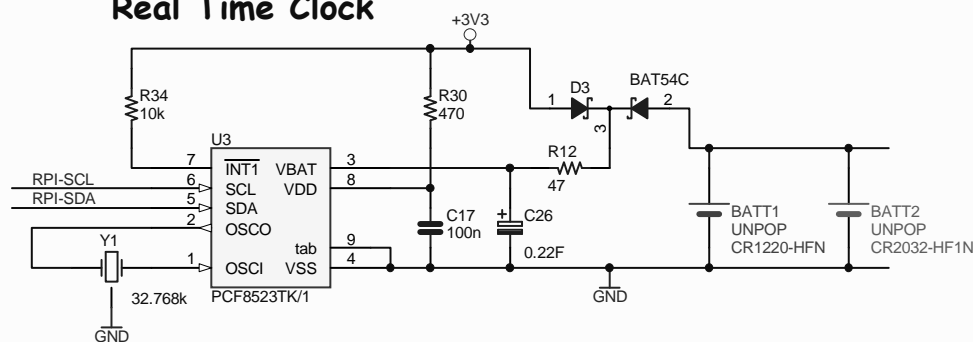 Real Time Clock
+3V3
R34
10k
R30
470
D3
BAT54C
1
2
3
U3
7
INT1
VBAT
3
R12
47
RPI-SCL
6
SCL
VDD
8
RPI-SDA
5
SDA
2
OSCO
C17
100n
+
C26
0.22F
BATT1
UNPOP
CR1220-HFN
BATT2
UNPOP
CR2032-HF1N
Y1
tab
9
1
OSCI
VSS
4
32.768k
PCF8523TK/1
GND
GND